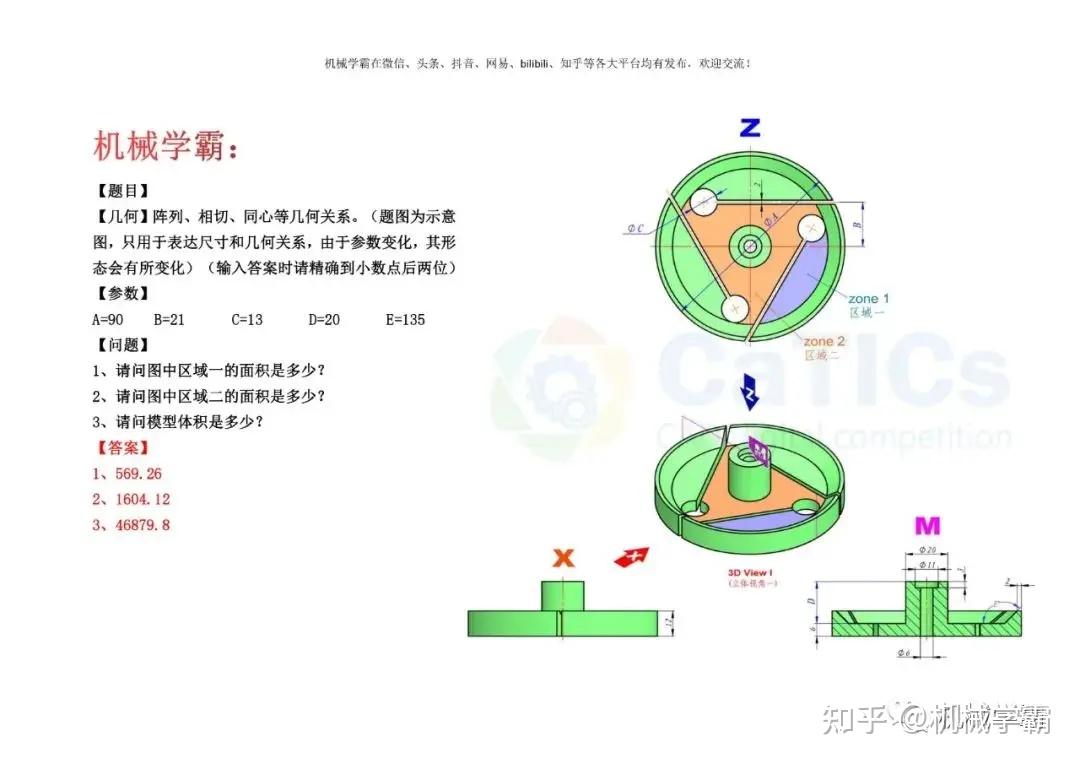 机械学霸在微信、头条、抖音、网易、bilibili、知乎等各大平台均有发布，欢迎交流！
机械学霸：
【题目】
【几何】阵列、相切、同心等几何关系。（题图为示意
图，只用于表达尺寸和几何关系，由于参数变化，其形
态会有所变化）（输入答案时请精确到小数点后两位）
【参数】
A=90 B=21 C=13 D=20 E=135
【问题】
1、请问图中区域一的面积是多少？
2、请问图中区域二的面积是多少？
3、请问模型体积是多少？
【答案】
1、569.26
2、1604.12
3、46879.8
Z
2
ΦA
ΦC
B
zone 1
区域一
zone 2
区域二
CaTICs
competition
Z
M
X
X
3D View I
(立体视角一)
12
M
Φ20
Φ11
3
2
D
6
Φ6
知乎 @机械学霸